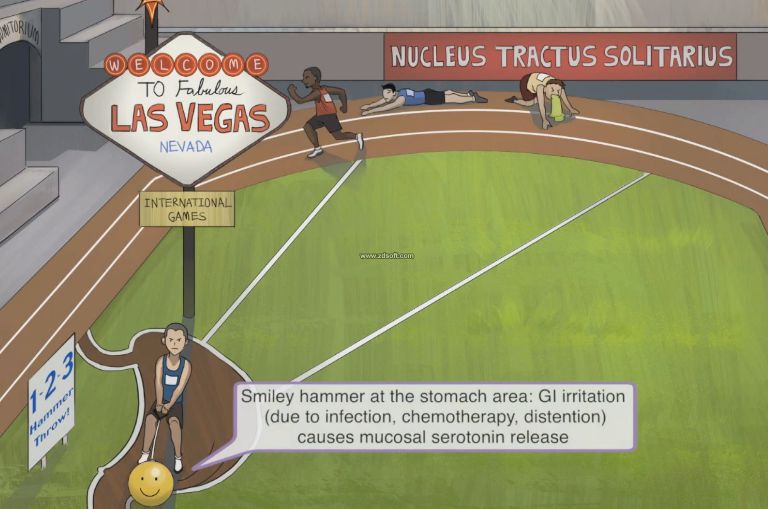 NUCLEUS TRACTUS SOLITARIUS
WELCOME
TO Fabulous
LAS VEGAS
NEVADA
INTERNATIONAL
GAMES
www.zdsoft.com
1-2-3
Hammer
Throw!
Smiley hammer at the stomach area: GI irritation
(due to infection, chemotherapy, distention)
causes mucosal serotonin release